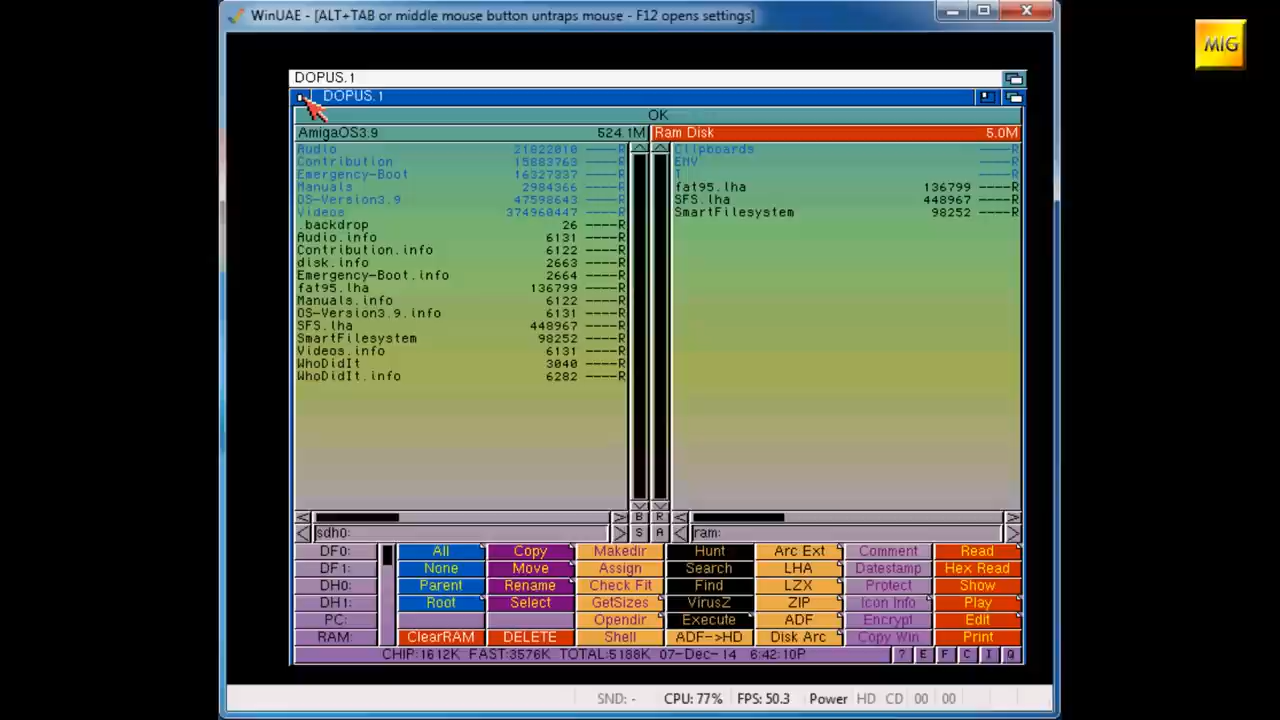 WinUAE - [ALT+TAB or middle mouse button untraps mouse - F12 opens settings]
MIG
DOPUS.1
DOPUS.1
OK
AmigaOS3.9 524.1M Ram Disk 5.0M
Audio 21822010 ----R
Contribution 15883763 ----R
Emergency-Boot 16327337 ----R
Manuals 2984366 ----R
OS-Version3.9 47598643 ----R
Videos 374960447 ----R
.backdrop 26 ----R
Audio.info 6131 ----R
Contribution.info 6122 ----R
disk.info 2663 ----R
Emergency-Boot.info 2664 ----R
fat95.lha 136799 ----R
Manuals.info 6122 ----R
OS-Version3.9.info 6131 ----R
SFS.lha 448967 ----R
SmartFilesystem 98252 ----R
Videos.info 6131 ----R
WhoDidIt 3040 ----R
WhoDidIt.info 6282 ----R
Clipboards ----R
ENV ----R
T ----R
fat95.lha 136799 ----R
SFS.lha 448967 ----R
SmartFilesystem 98252 ----R
B R
sdh0: S A ram:
DF0: All Copy Makedir Hunt Arc Ext Comment Read
DF1: None Move Assign Search LHA Datestamp Hex Read
DH0: Parent Rename Check Fit Find LZX Protect Show
DH1: Root Select GetSizes VirusZ ZIP Icon Info Play
PC: Opendir Execute ADF Encrypt Edit
RAM: ClearRAM DELETE Shell ADF->HD Disk Arc Copy Win Print
CHIP:1612K FAST:3576K TOTAL:5188K 07-Dec-14 6:42:10P ? E F C I Q
SND: - CPU: 77% FPS: 50.3 Power HD CD 00 00